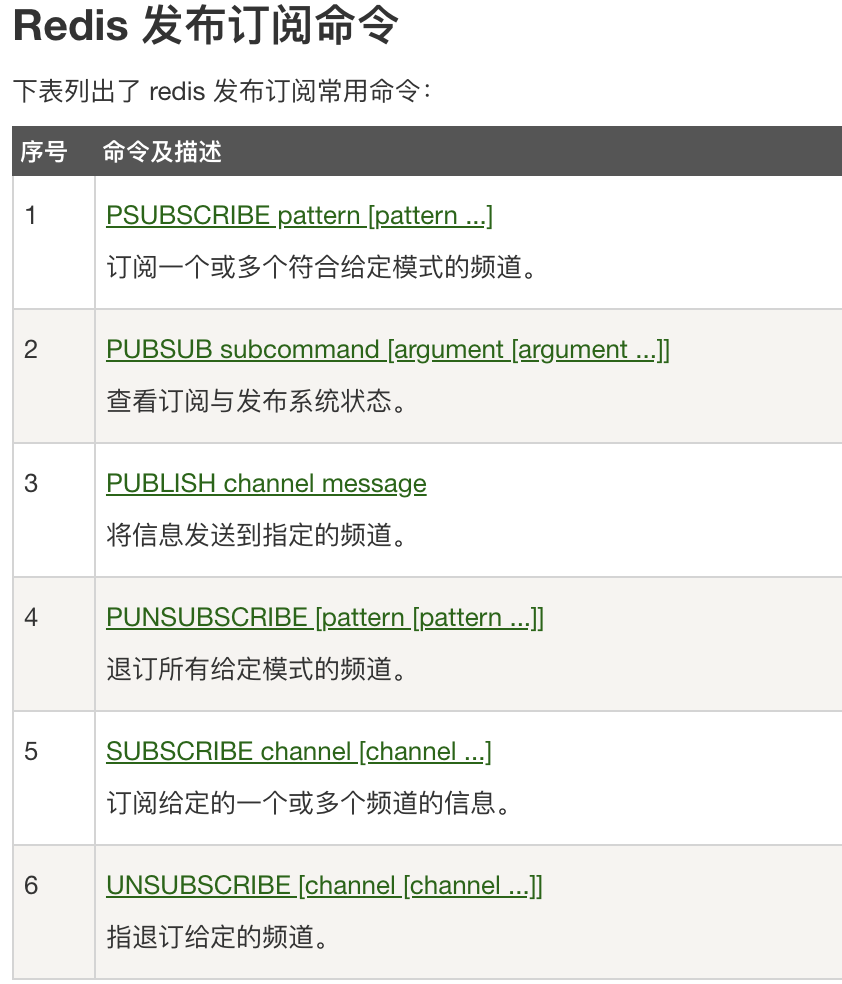 Redis 发布订阅命令
下表列出了 redis 发布订阅常用命令：
序号 命令及描述
1 PSUBSCRIBE pattern [pattern ...]
订阅一个或多个符合给定模式的频道。
2 PUBSUB subcommand [argument [argument ...]]
查看订阅与发布系统状态。
3 PUBLISH channel message
将信息发送到指定的频道。
4 PUNSUBSCRIBE [pattern [pattern ...]]
退订所有给定模式的频道。
5 SUBSCRIBE channel [channel ...]
订阅给定的一个或多个频道的信息。
6 UNSUBSCRIBE [channel [channel ...]]
指退订给定的频道。